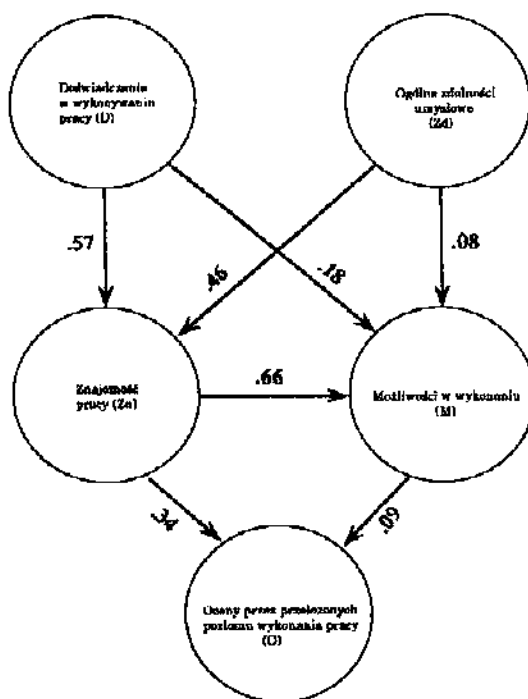 Doświadczenia
w wykonywaniu
pracy (D)
Ogólne zdolności
umysłowe
(Zd)
.57
.46
.18
.08
Znajomość
pracy (Zn)
.66
Możliwości w wykonaniu
(M)
.34
.09
Oceny przez przełożonych
poziomu wykonania pracy
(O)